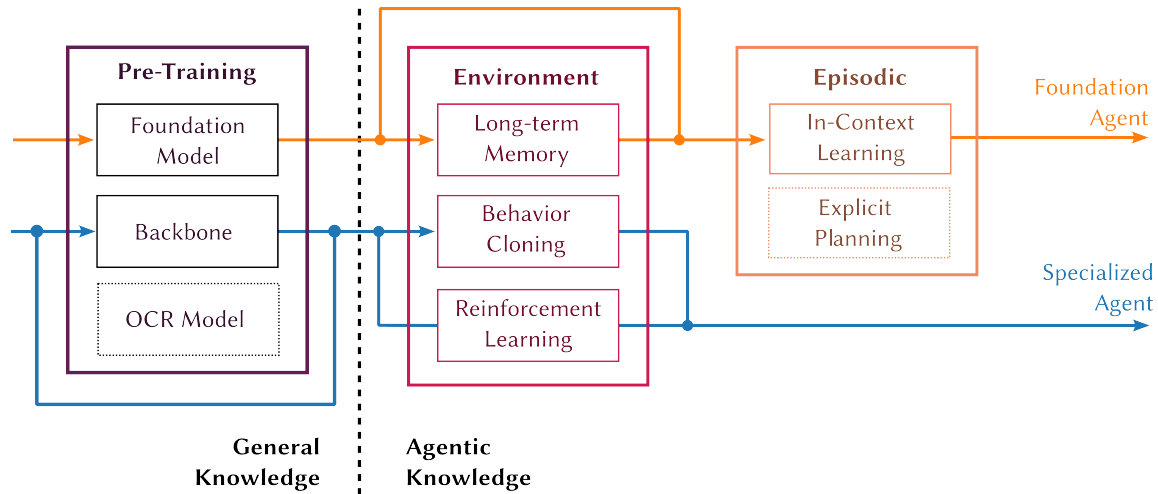 Pre-Training
Foundation
Model
Backbone
OCR Model
General
Knowledge
Environment
Long-term
Memory
Behavior
Cloning
Reinforcement
Learning
Agentic
Knowledge
Episodic
In-Context
Learning
Explicit
Planning
Foundation
Agent
Specialized
Agent